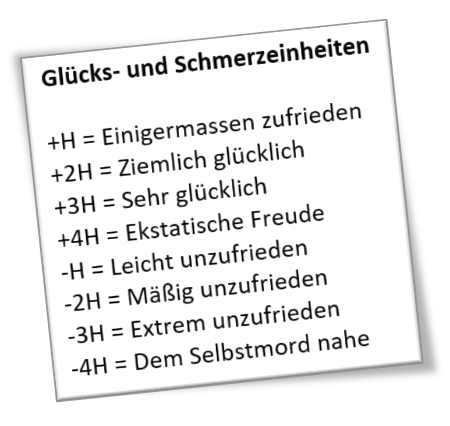 Glücks- und Schmerzeinheiten
+H = Einigermassen zufrieden
+2H = Ziemlich glücklich
+3H = Sehr glücklich
+4H = Ekstatische Freude
-H = Leicht unzufrieden
-2H = Mäßig unzufrieden
-3H = Extrem unzufrieden
-4H = Dem Selbstmord nahe